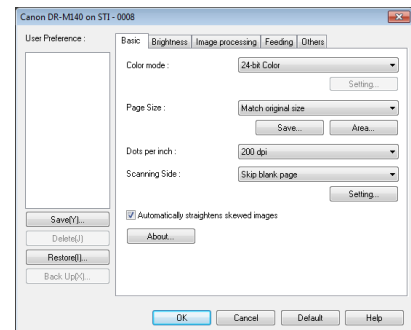 Canon DR-M140 on STI - 0008
User Preference :
Save(Y)...
Delete(J)
Restore(I)...
Back Up(X)...
Basic Brightness Image processing Feeding Others
Color mode : 24-bit Color
Setting...
Page Size : Match original size
Save... Area...
Dots per inch : 200 dpi
Scanning Side : Skip blank page
Setting...
Automatically straightens skewed images
About...
OK Cancel Default Help